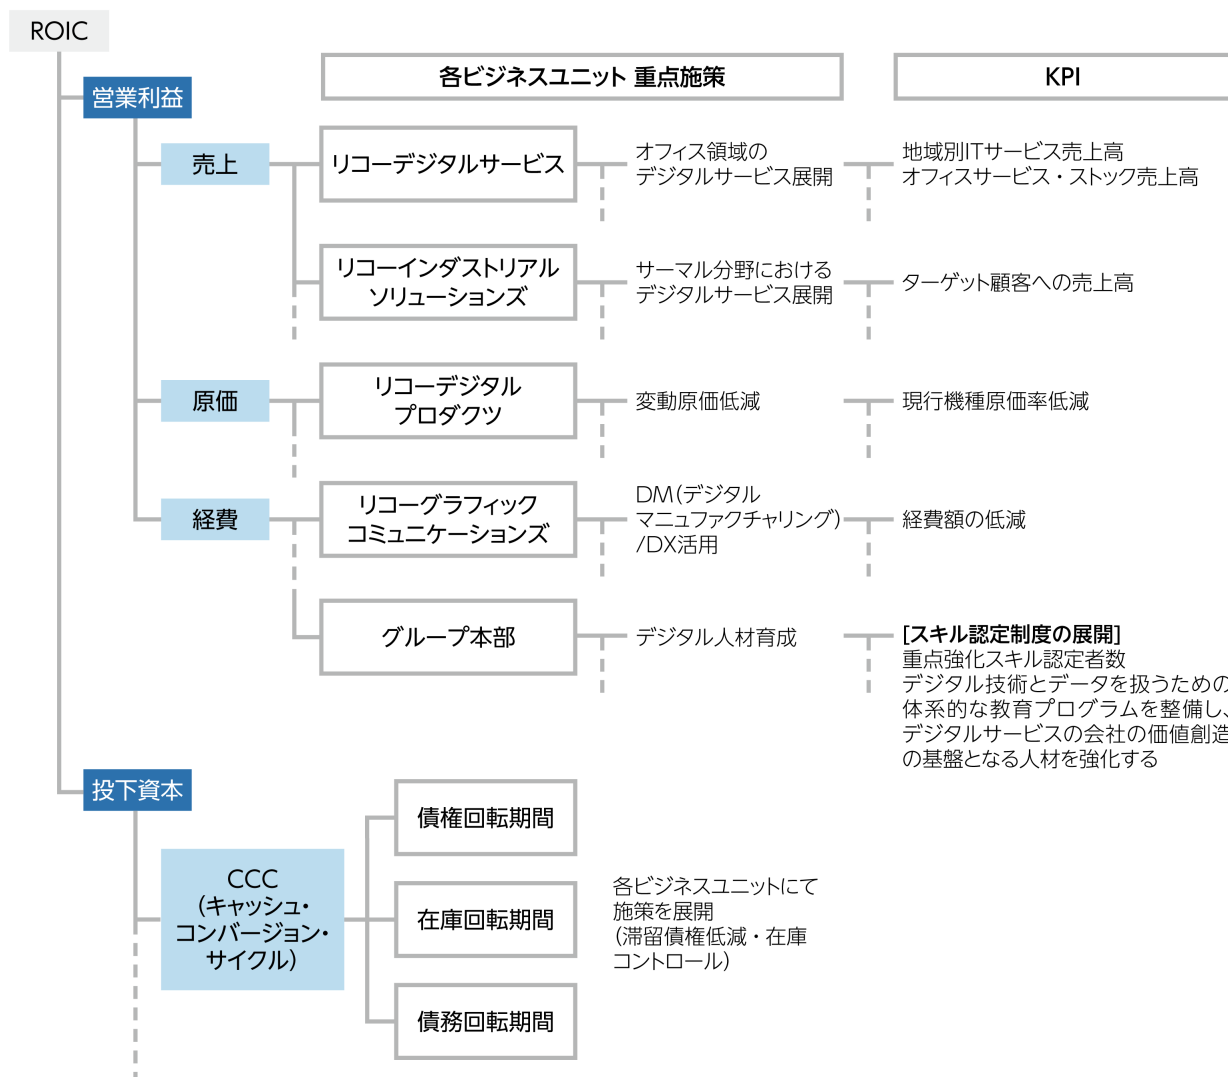 ROIC
各ビジネスユニット 重点施策
KPI
営業利益
売上
リコーデジタルサービス
オフィス領域の
デジタルサービス展開
地域別ITサービス売上高
オフィスサービス・ストック売上高
リコーインダストリアル
ソリューションズ
サーマル分野における
デジタルサービス展開
ターゲット顧客への売上高
原価
リコーデジタル
プロダクツ
変動原価低減
現行機種原価率低減
経費
リコーグラフィック
コミュニケーションズ
DM(デジタル
マニュファクチャリング)
/DX活用
経費額の低減
グループ本部
デジタル人材育成
[スキル認定制度の展開]
重点強化スキル認定者数
デジタル技術とデータを扱うための
体系的な教育プログラムを整備し、
デジタルサービスの会社の価値創造
の基盤となる人材を強化する
投下資本
CCC
(キャッシュ・
コンバージョン・
サイクル)
債権回転期間
在庫回転期間
債務回転期間
各ビジネスユニットにて
施策を展開
(滞留債権低減・在庫
コントロール)